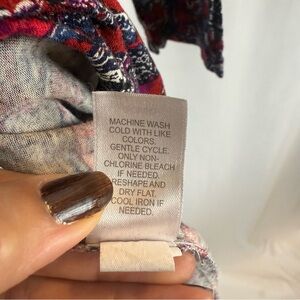 MACHINE WASH
COLD WITH LIKE
COLORS.
GENTLE CYCLE.
ONLY NON-
CHLORINE BLEACH
IF NEEDED.
RESHAPE AND
DRY FLAT.
COOL IRON IF
NEEDED.